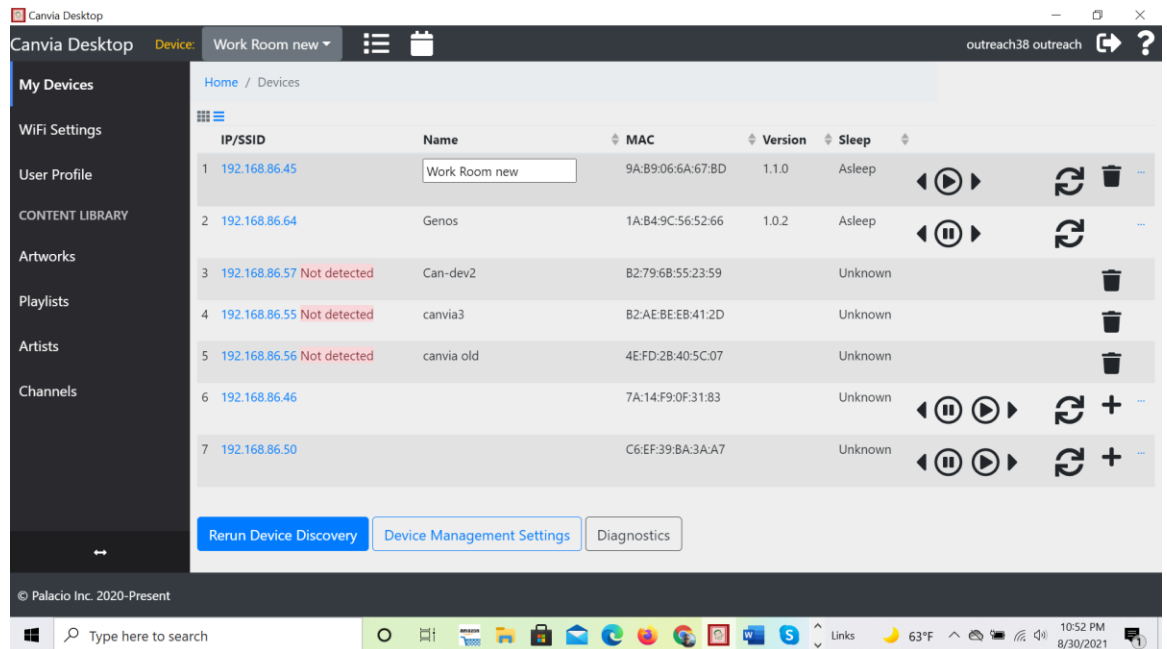 Canvia Desktop
Canvia Desktop Device: Work Room new outreach38 outreach ?
My Devices
Home / Devices
WiFi Settings
User Profile
CONTENT LIBRARY
Artworks
Playlists
Artists
Channels
IP/SSID Name MAC Version Sleep
1 192.168.86.45 Work Room new 9A:B9:06:6A:67:BD 1.1.0 Asleep ...
2 192.168.86.64 Genos 1A:B4:9C:56:52:66 1.0.2 Asleep ...
3 192.168.86.57 Not detected Can-dev2 B2:79:6B:55:23:59 Unknown
4 192.168.86.55 Not detected canvia3 B2:AE:BE:EB:41:2D Unknown
5 192.168.86.56 Not detected canvia old 4E:FD:2B:40:5C:07 Unknown
6 192.168.86.46 7A:14:F9:0F:31:83 Unknown ...
7 192.168.86.50 C6:EF:39:BA:3A:A7 Unknown ...
Rerun Device Discovery Device Management Settings Diagnostics
© Palacio Inc. 2020-Present
Type here to search Links 63°F 10:52 PM
8/30/2021